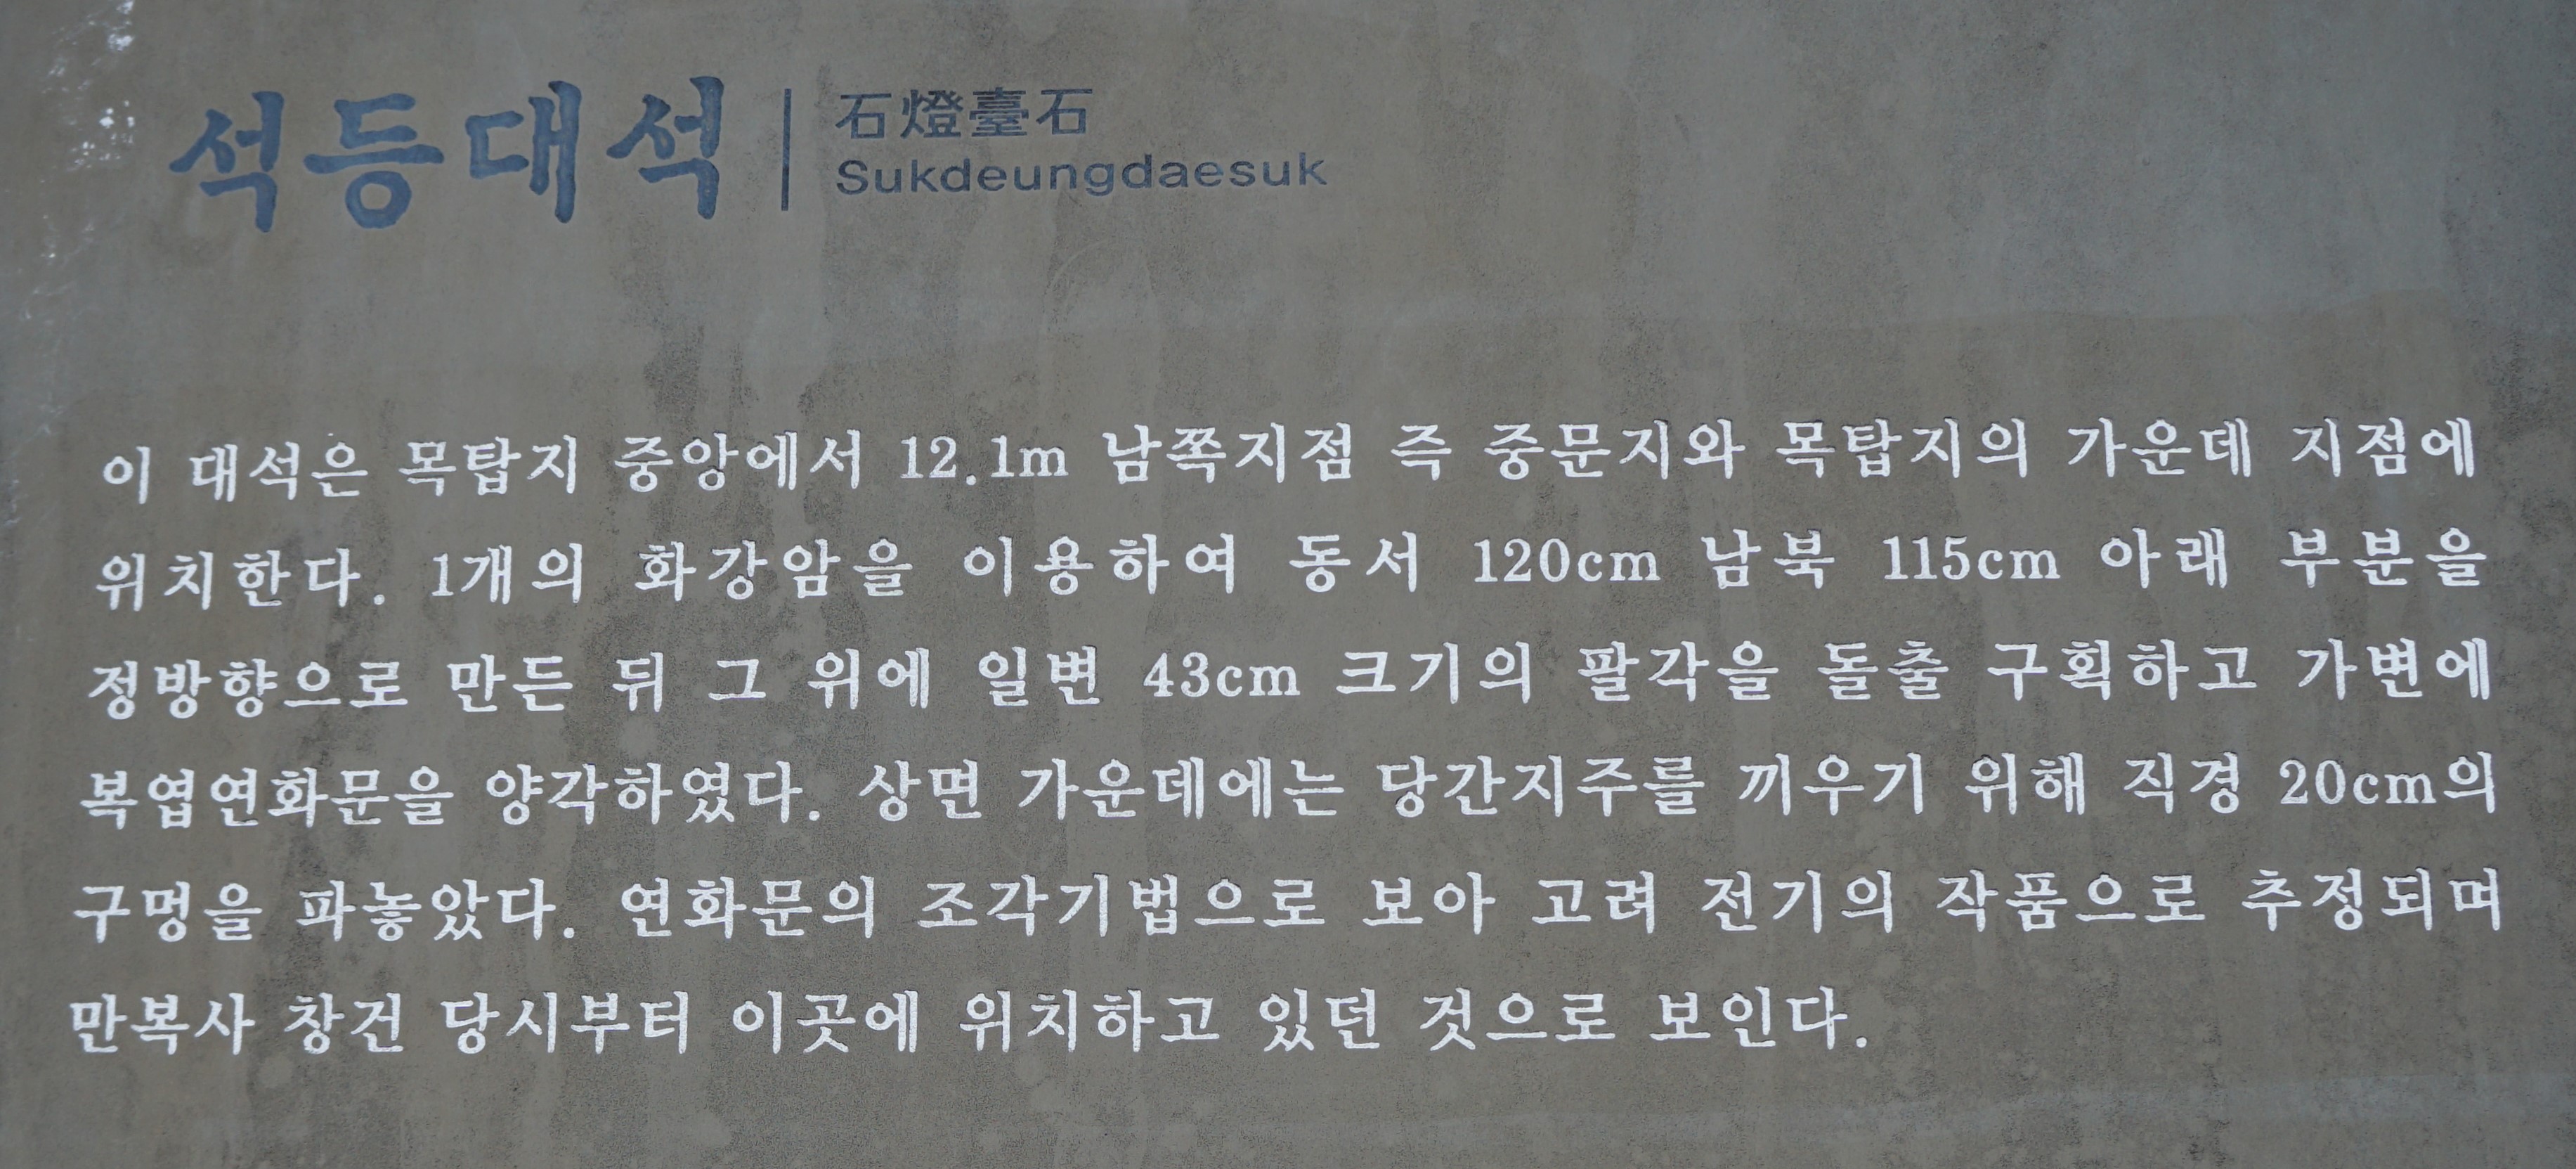 석등대석
石燈臺石
Sukdeungdaesuk
이 대석은 목탑지 중앙에서 12.1m 남쪽지점 즉 중문지와 목탑지의 가운데 지점에
위치한다. 1개의 화강암을 이용하여 동서 120cm 남북 115cm 아래 부분을
정방향으로 만든 뒤 그 위에 일변 43cm 크기의 팔각을 돌출 구획하고 가변에
복엽연화문을 양각하였다. 상면 가운데에는 당간지주를 끼우기 위해 직경 20cm의
구멍을 파놓았다. 연화문의 조각기법으로 보아 고려 전기의 작품으로 추정되며
만복사 창건 당시부터 이곳에 위치하고 있던 것으로 보인다.